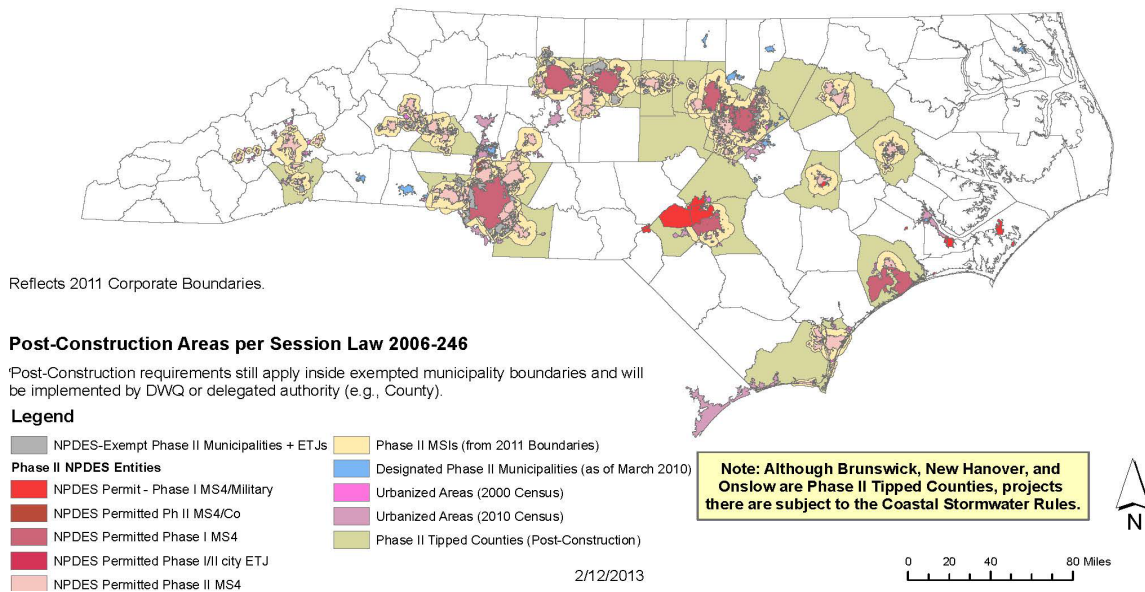 Reflects 2011 Corporate Boundaries.
Post-Construction Areas per Session Law 2006-246
'Post-Construction requirements still apply inside exempted municipality boundaries and will
be implemented by DWQ or delegated authority (e.g., County).
Legend
NPDES-Exempt Phase II Municipalities + ETJs
Phase II NPDES Entities
NPDES Permit - Phase I MS4/Military
NPDES Permitted Ph II MS4/Co
NPDES Permitted Phase I MS4
NPDES Permitted Phase I/II city ETJ
NPDES Permitted Phase II MS4
Phase II MSIs (from 2011 Boundaries)
Designated Phase II Municipalities (as of March 2010)
Urbanized Areas (2000 Census)
Urbanized Areas (2010 Census)
Phase II Tipped Counties (Post-Construction)
2/12/2013
Note: Although Brunswick, New Hanover, and
Onslow are Phase II Tipped Counties, projects
there are subject to the Coastal Stormwater Rules.
N
0 20 40 80 Miles